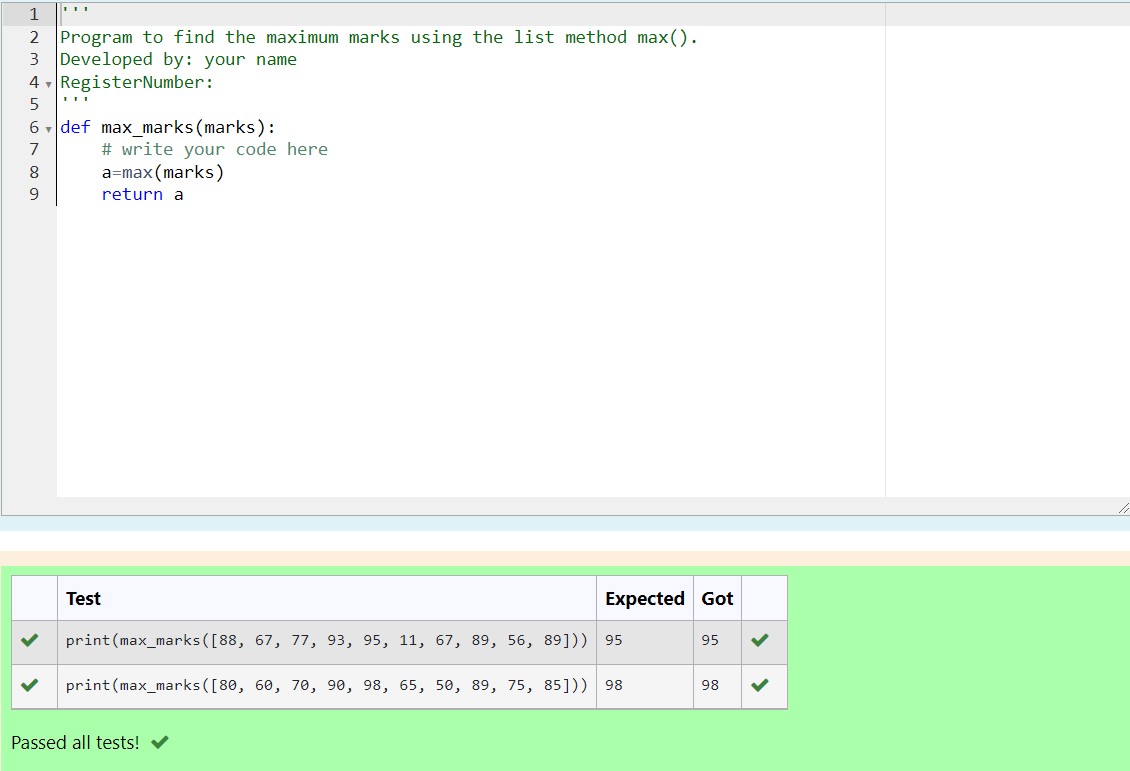 1 '''
2 Program to find the maximum marks using the list method max().
3 Developed by: your name
4 RegisterNumber:
5 '''
6 def max_marks(marks):
7     # write your code here
8     a=max(marks)
9     return a
Test Expected Got
print(max_marks([88, 67, 77, 93, 95, 11, 67, 89, 56, 89])) 95 95
print(max_marks([80, 60, 70, 90, 98, 65, 50, 89, 75, 85])) 98 98
Passed all tests!